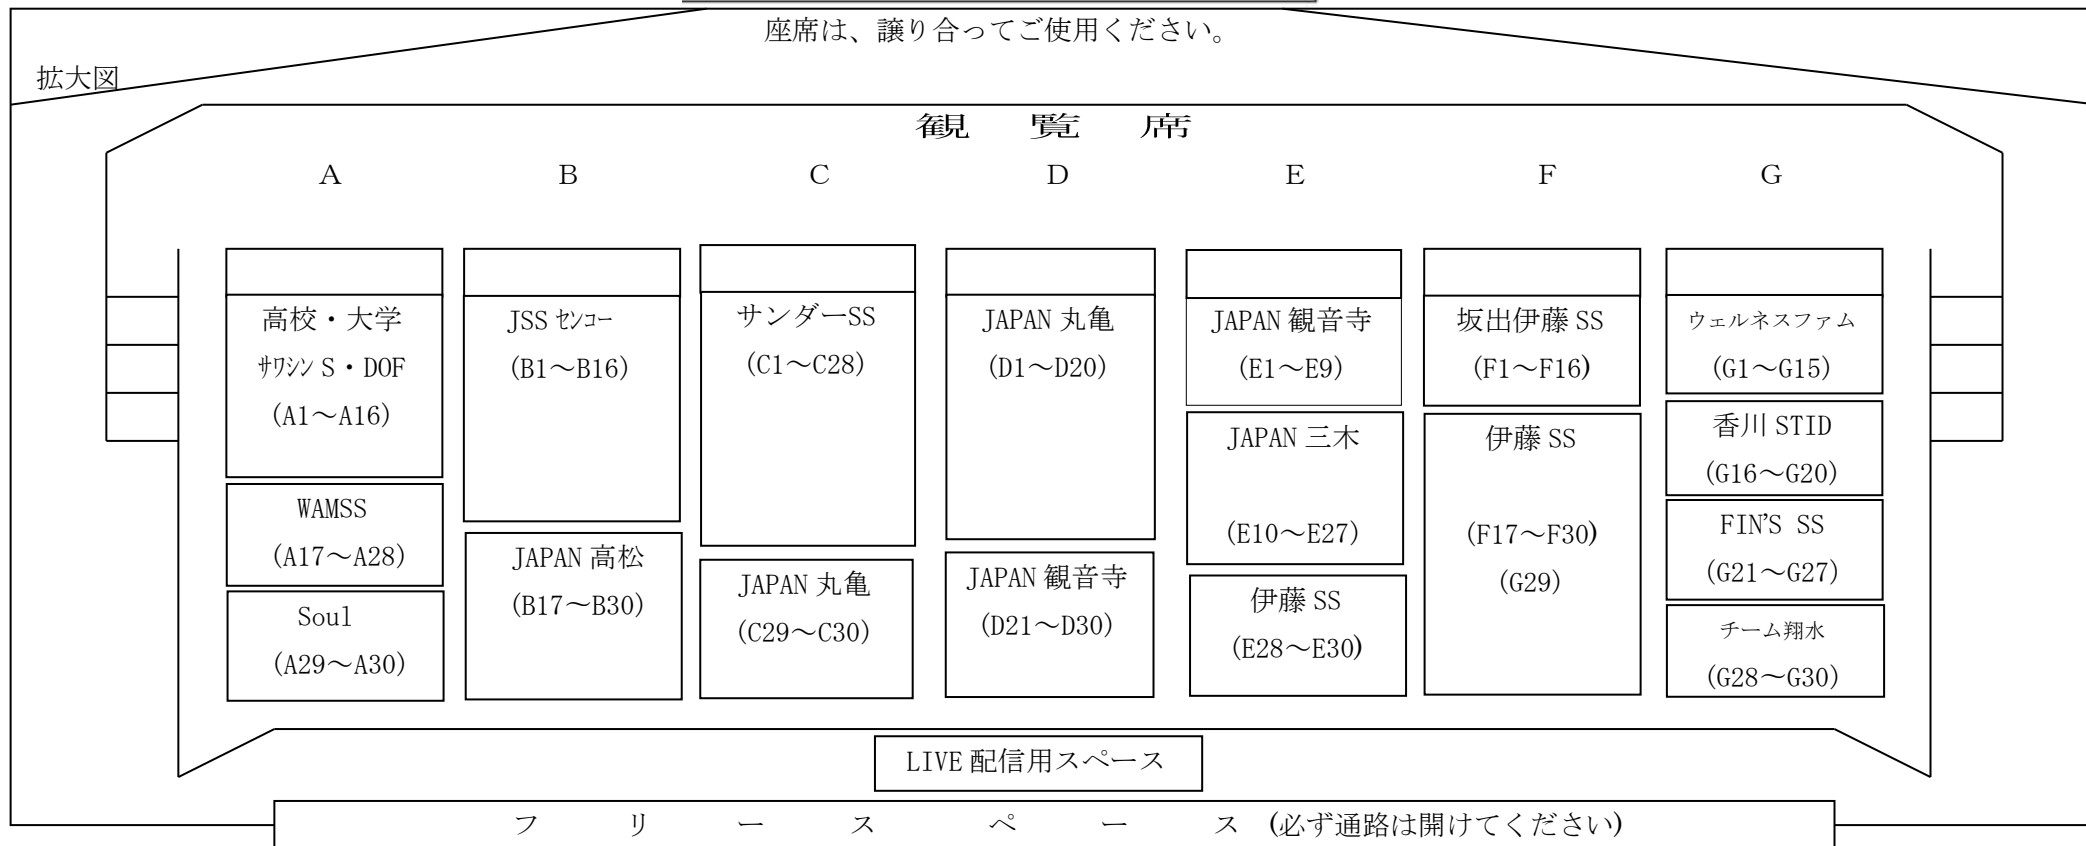 座席は、譲り合ってご使用ください。
拡大図
観 覧 席
A B C D E F G
高校・大学
ｻﾜｼﾝ S・DOF
(A1～A16)
WAMSS
(A17～A28)
Soul
(A29～A30)
JSS ｾﾝｺｰ
(B1～B16)
JAPAN 高松
(B17～B30)
サンダーSS
(C1～C28)
JAPAN 丸亀
(C29～C30)
JAPAN 丸亀
(D1～D20)
JAPAN 観音寺
(D21～D30)
JAPAN 観音寺
(E1～E9)
JAPAN 三木
(E10～E27)
伊藤 SS
(E28～E30)
坂出伊藤 SS
(F1～F16)
伊藤 SS
(F17～F30)
(G29)
ウェルネスファム
(G1～G15)
香川 STID
(G16～G20)
FIN'S SS
(G21～G27)
チーム翔水
(G28～G30)
LIVE 配信用スペース
フ リ ー ス ペ ー ス (必ず通路は開けてください)